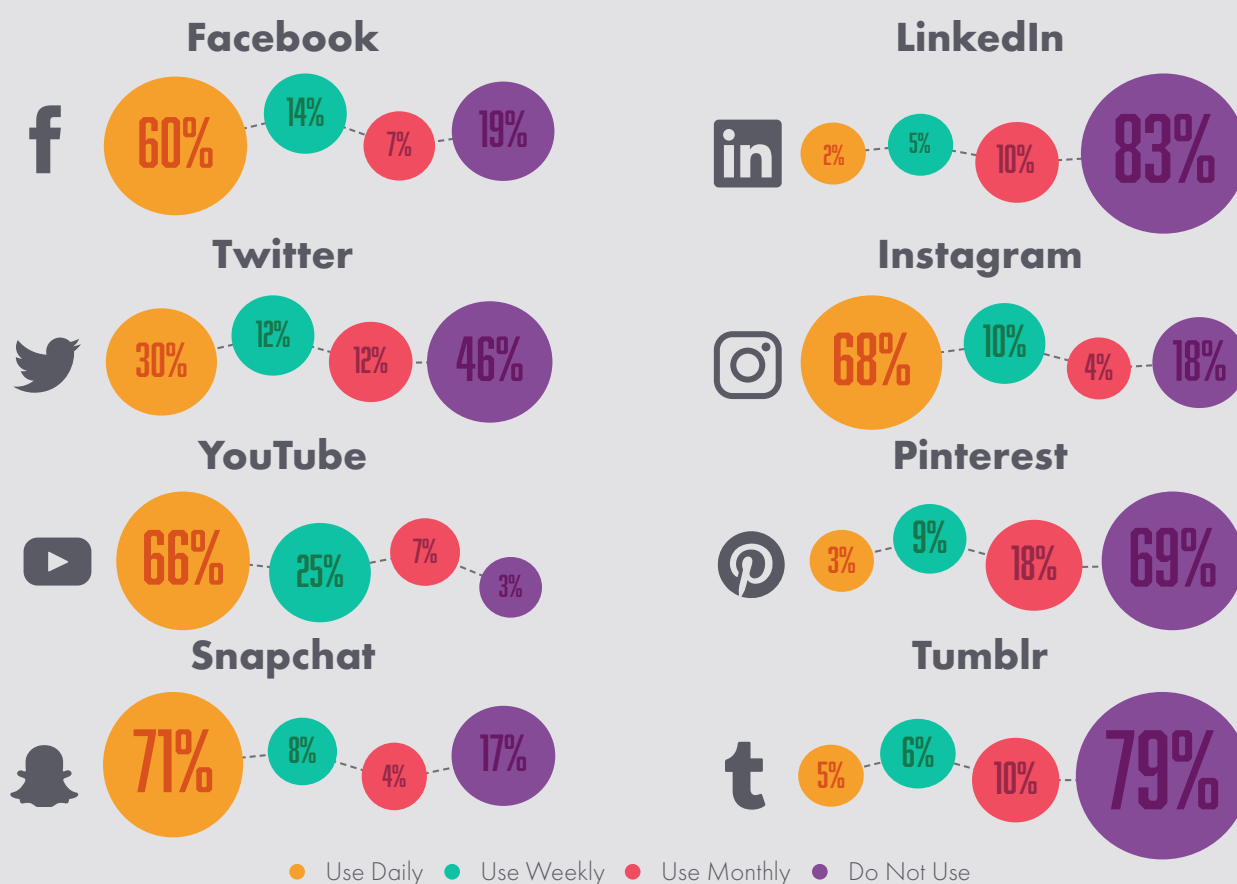 Facebook
60% 14% 7% 19%
LinkedIn
2% 5% 10% 83%
Twitter
30% 12% 12% 46%
Instagram
68% 10% 4% 18%
YouTube
66% 25% 7% 3%
Pinterest
3% 9% 18% 69%
Snapchat
71% 8% 4% 17%
Tumblr
5% 6% 10% 79%
Use Daily Use Weekly Use Monthly Do Not Use